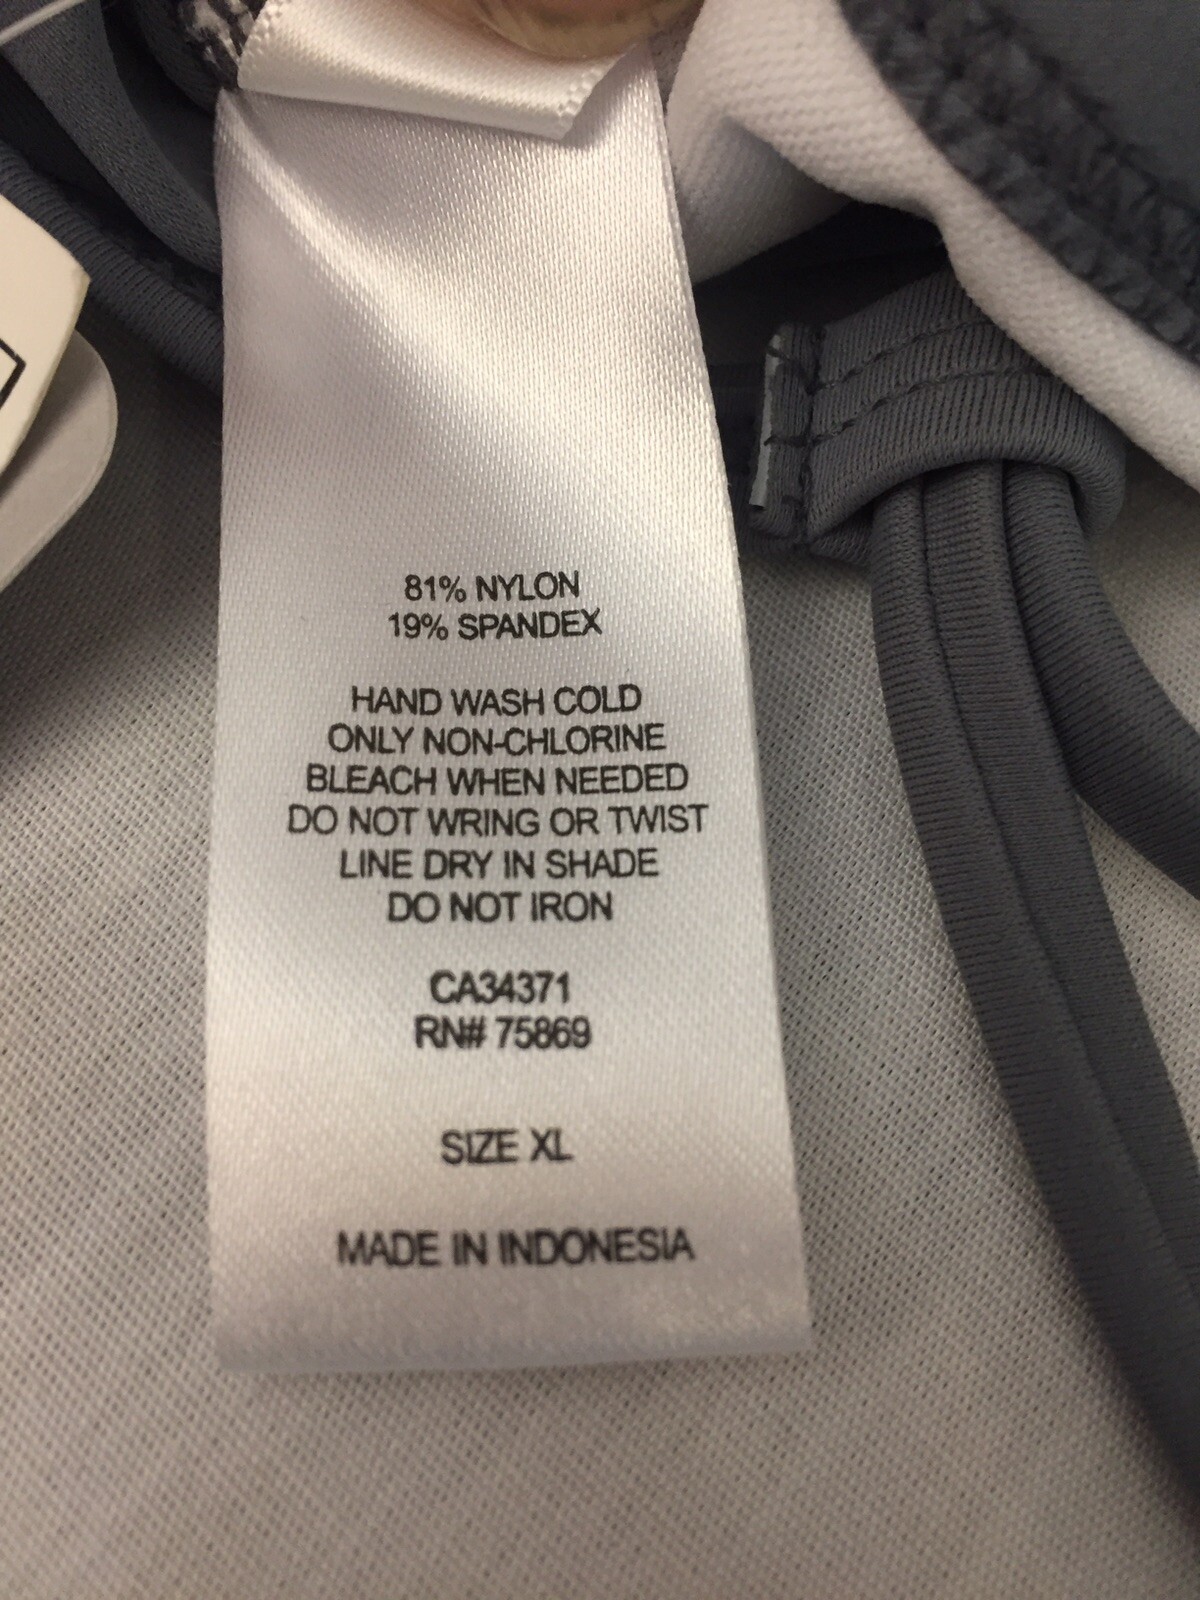 81% NYLON
19% SPANDEX
HAND WASH COLD
ONLY NON-CHLORINE
BLEACH WHEN NEEDED
DO NOT WRING OR TWIST
LINE DRY IN SHADE
DO NOT IRON
CA34371
RN# 75869
SIZE XL
MADE IN INDONESIA